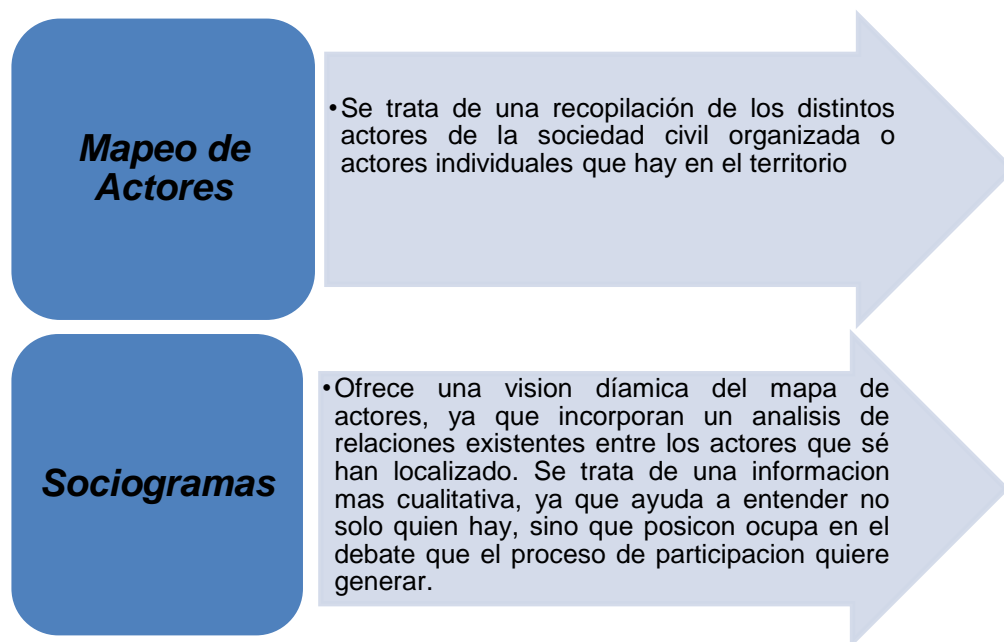 Mapeo de
Actores
•Se trata de una recopilación de los distintos
actores de la sociedad civil organizada o
actores individuales que hay en el territorio
Sociogramas
•Ofrece una vision díamica del mapa de
actores, ya que incorporan un analisis de
relaciones existentes entre los actores que sé
han localizado. Se trata de una informacion
mas cualitativa, ya que ayuda a entender no
solo quien hay, sino que posicon ocupa en el
debate que el proceso de participacion quiere
generar.